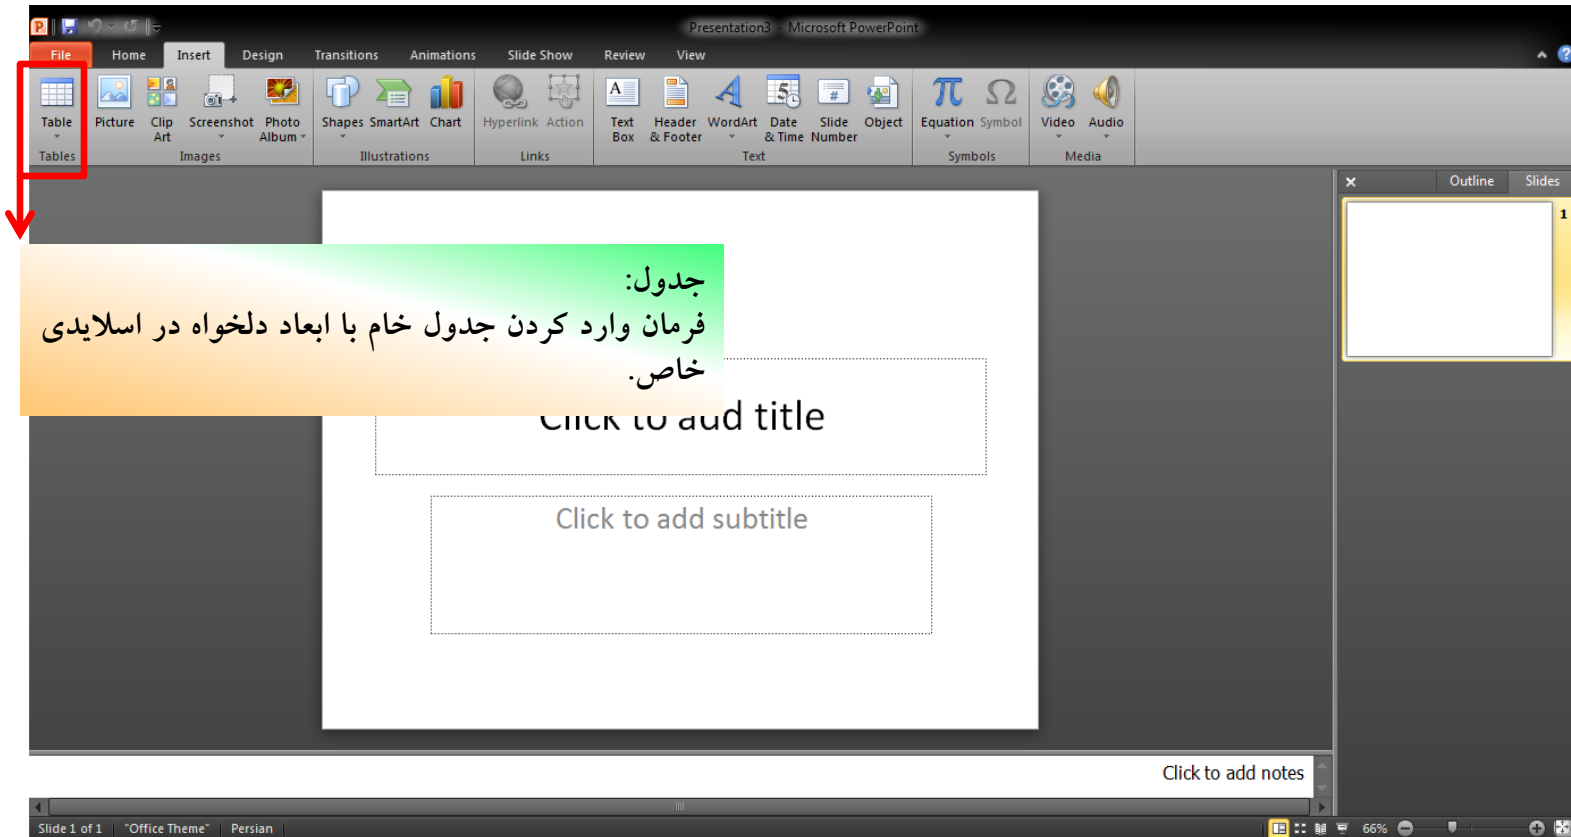 Presentation3 - Microsoft PowerPoint
File Home Insert Design Transitions Animations Slide Show Review View
Table Picture Clip Art Screenshot Photo Album Shapes SmartArt Chart Hyperlink Action Text Box Header & Footer WordArt Date & Time Slide Number Object Equation Symbol Video Audio
Tables Images Illustrations Links Text Symbols Media
Outline Slides
1
جدول:
فرمان وارد کردن جدول خام با ابعاد دلخواه در اسلایدی
خاص.
Click to add title
Click to add subtitle
Click to add notes
Slide 1 of 1 "Office Theme" Persian 66%